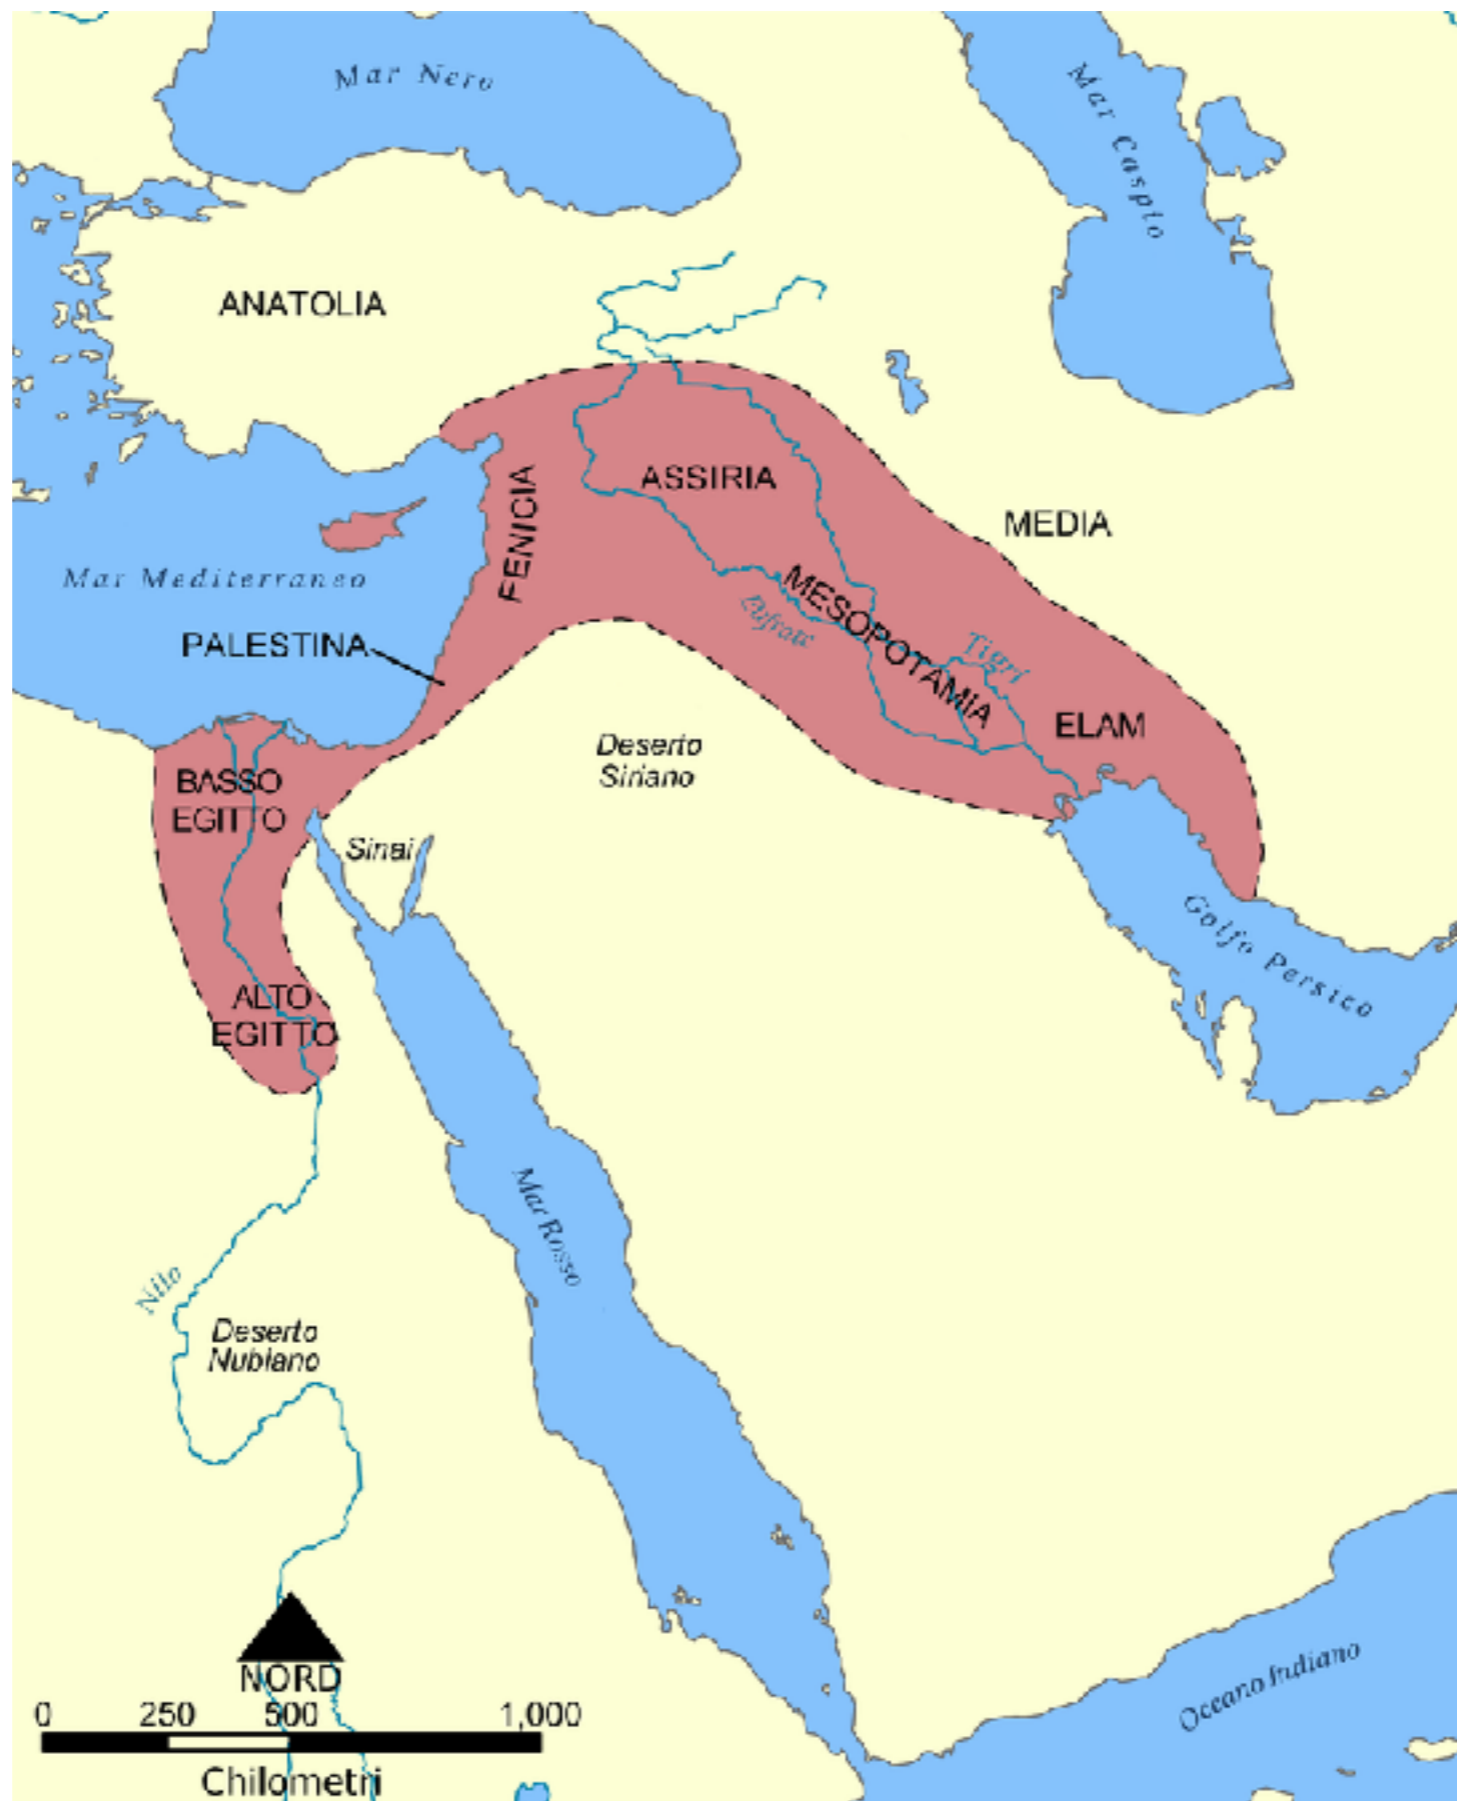 Mar Nero
Mar Caspio
ANATOLIA
ASSIRIA
FENICIA
MEDIA
Mar Mediterraneo
MESOPOTAMIA
Eufrate
Tigri
PALESTINA
ELAM
Deserto
Siriano
BASSO
EGITTO
Sinai
Golfo Persico
ALTO
EGITTO
Mar Rosso
Nilo
Deserto
Nubiano
Oceano Indiano
NORD
0 250 500 1,000
Chilometri